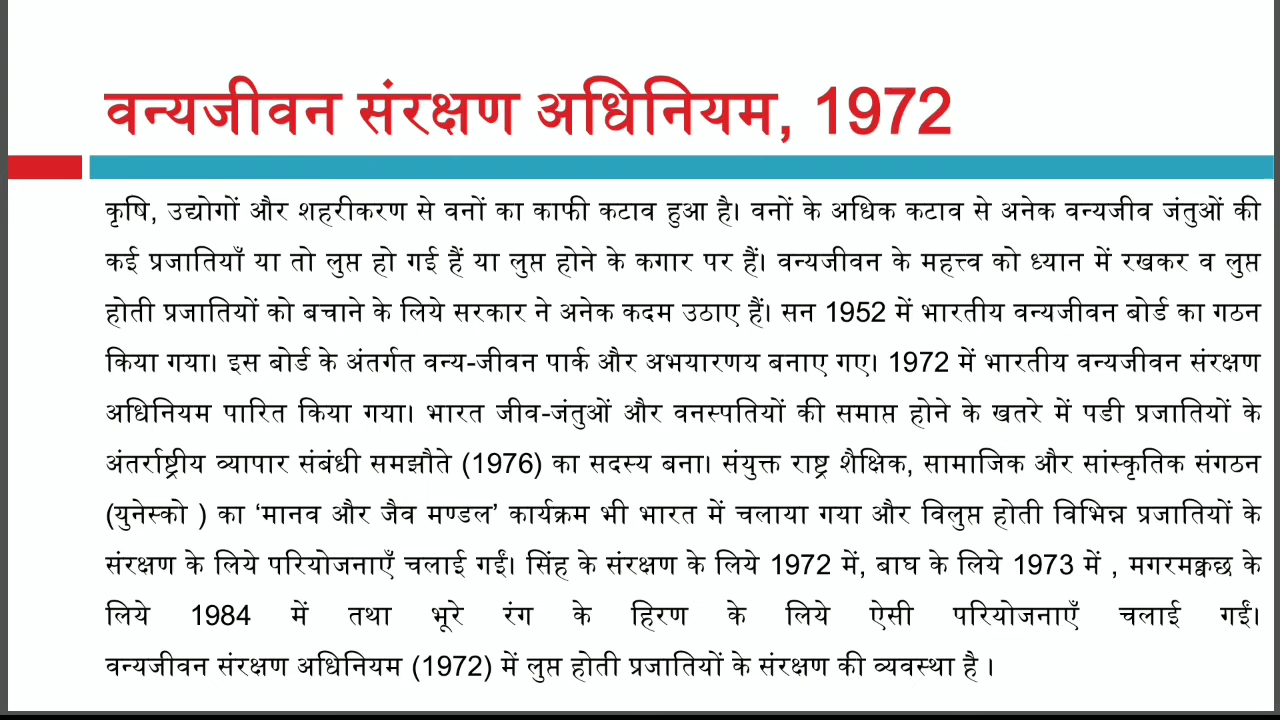 वन्यजीवन संरक्षण अधिनियम, 1972
कृषि, उद्योगों और शहरीकरण से वनों का काफी कटाव हुआ है। वनों के अधिक कटाव से अनेक वन्यजीव जंतुओं की
कई प्रजातियाँ या तो लुप्त हो गई हैं या लुप्त होने के कगार पर हैं। वन्यजीवन के महत्त्व को ध्यान में रखकर व लुप्त
होती प्रजातियों को बचाने के लिये सरकार ने अनेक कदम उठाए हैं। सन 1952 में भारतीय वन्यजीवन बोर्ड का गठन
किया गया। इस बोर्ड के अंतर्गत वन्य-जीवन पार्क और अभयारणय बनाए गए। 1972 में भारतीय वन्यजीवन संरक्षण
अधिनियम पारित किया गया। भारत जीव-जंतुओं और वनस्पतियों की समाप्त होने के खतरे में पडी प्रजातियों के
अंतर्राष्ट्रीय व्यापार संबंधी समझौते (1976) का सदस्य बना। संयुक्त राष्ट्र शैक्षिक, सामाजिक और सांस्कृतिक संगठन
(युनेस्को ) का ‘मानव और जैव मण्डल’ कार्यक्रम भी भारत में चलाया गया और विलुप्त होती विभिन्न प्रजातियों के
संरक्षण के लिये परियोजनाएँ चलाई गईं। सिंह के संरक्षण के लिये 1972 में, बाघ के लिये 1973 में , मगरमक्च्छ के
लिये 1984 में तथा भूरे रंग के हिरण के लिये ऐसी परियोजनाएँ चलाई गईं।
वन्यजीवन संरक्षण अधिनियम (1972) में लुप्त होती प्रजातियों के संरक्षण की व्यवस्था है ।